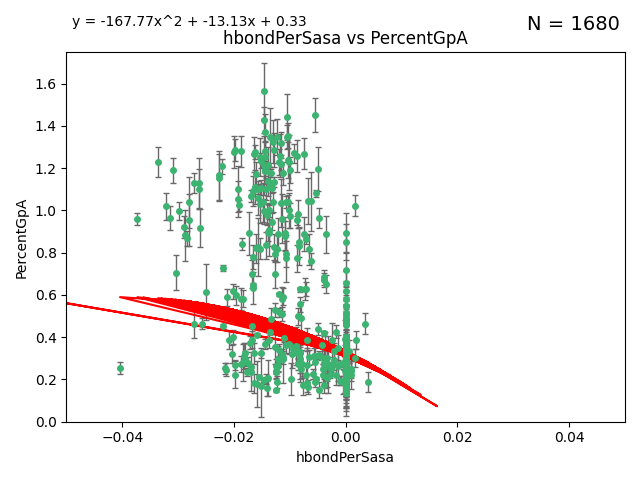 y = -167.77x^2 + -13.13x + 0.33
N = 1680
hbondPerSasa vs PercentGpA
1.6
1.4
1.2
1.0
0.8
0.6
0.4
0.2
0.0
PercentGpA
−0.04 −0.02 0.00 0.02 0.04
hbondPerSasa